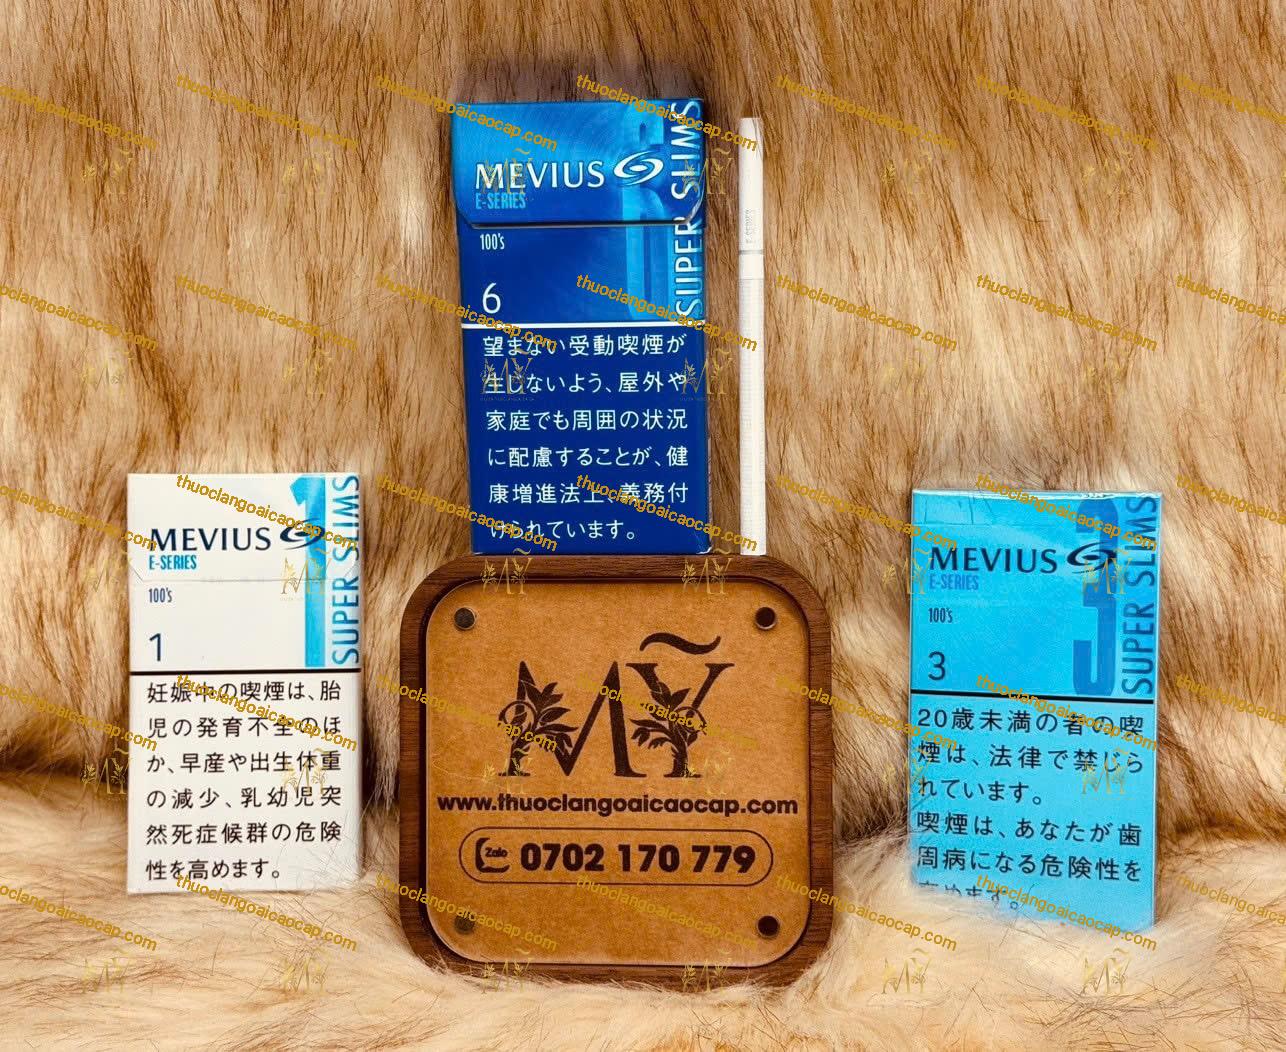 MEVIUS
E-SERIES
SUPER SLIMS
100's
6
望まない受動喫煙が
生じないよう、屋外や
家庭でも周囲の状況
に配慮することが、健
康増進法上、義務付
けられています。
E-SERIES
MEVIUS
E-SERIES
SUPER SLIMS
100's
1
1
妊娠中の喫煙は、胎
児の発育不全のほ
か、早産や出生体重
の減少、乳幼児突
然死症候群の危険
性を高めます。
MỸ
www.thuoclangoaicaocap.com
Zalo 0702 170 779
MEVIUS
E-SERIES
SUPER SLIMS
100's
3
3
20歳未満の者の喫
煙は、法律で禁じら
れています。
喫煙は、あなたが歯
周病になる危険性を
高めます。
thuoclangoaicaocap.com
MỸ